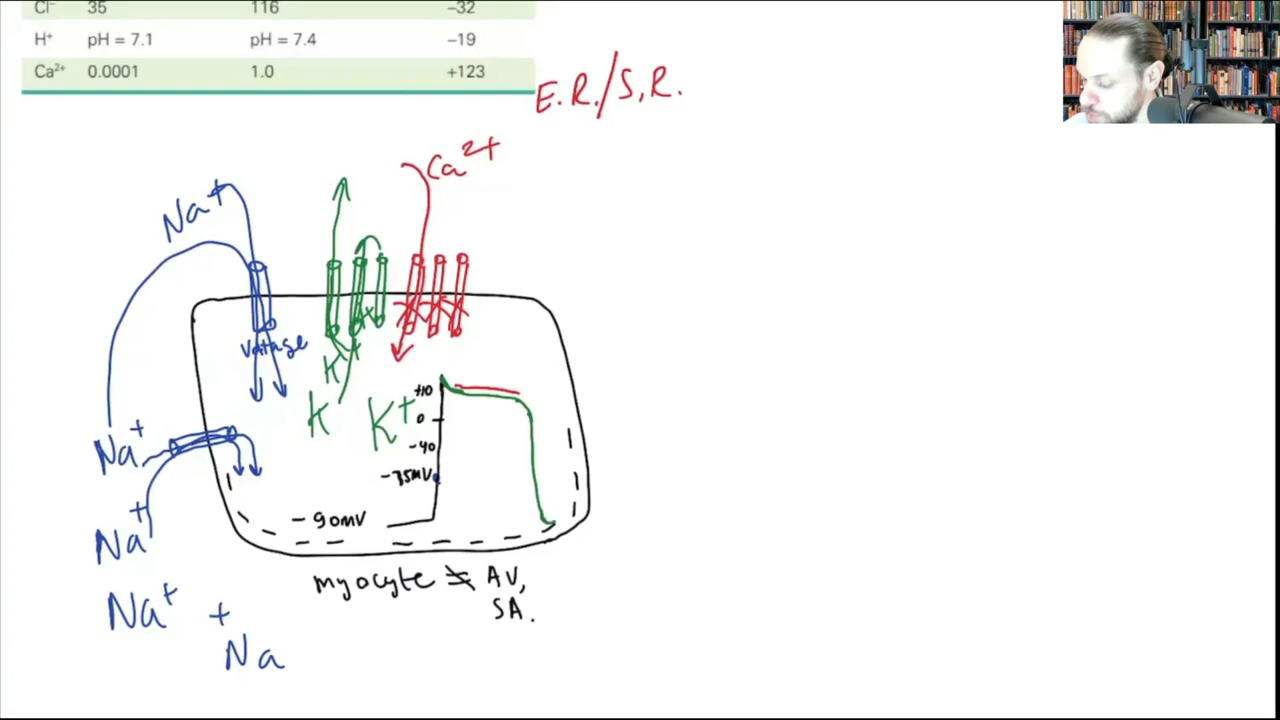 Cl⁻ 35 116 −32
H⁺ pH = 7.1 pH = 7.4 −19
Ca²⁺ 0.0001 1.0 +123
E.R./S.R.
Ca²⁺
Na⁺
Voltage
K⁺
K
K⁺
Na⁺
+10
0
-40
-75mV
-90mV
Na⁺
myocyte ≠ AV,
SA.
Na⁺
Na⁺